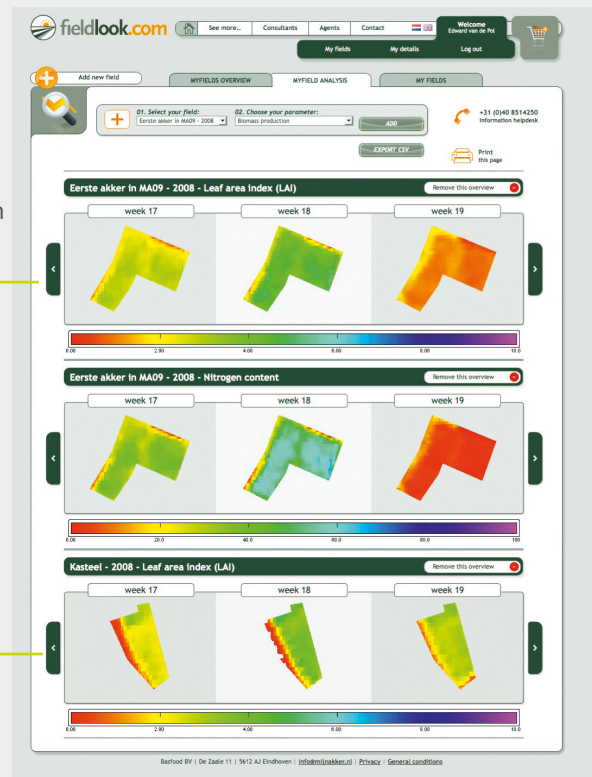 fieldlook.com
See more.. Consultants Agents Contact
Welcome
Edward van de Pol
My fields My details Log out
Add new field
MYFIELDS OVERVIEW MYFIELD ANALYSIS MY FIELDS
01. Select your field: 02. Choose your parameter:
Eerste akker in MA09 - 2008 Biomass production ADD
+31 (0)40 8514250
Information helpdesk
EXPORT CSV
Print
this page
Eerste akker in MA09 - 2008 - Leaf area index (LAI) Remove this overview
week 17 week 18 week 19
0.00 2.00 4.00 6.00 8.00 10.0
Eerste akker in MA09 - 2008 - Nitrogen content Remove this overview
week 17 week 18 week 19
0.00 20.0 40.0 60.0 80.0 100
Kasteel - 2008 - Leaf area index (LAI) Remove this overview
week 17 week 18 week 19
0.00 2.00 4.00 6.00 8.00 10.0
Basfood BV | De Zaale 11 | 5612 AJ Eindhoven | info@mijnakker.nl | Privacy | General conditions